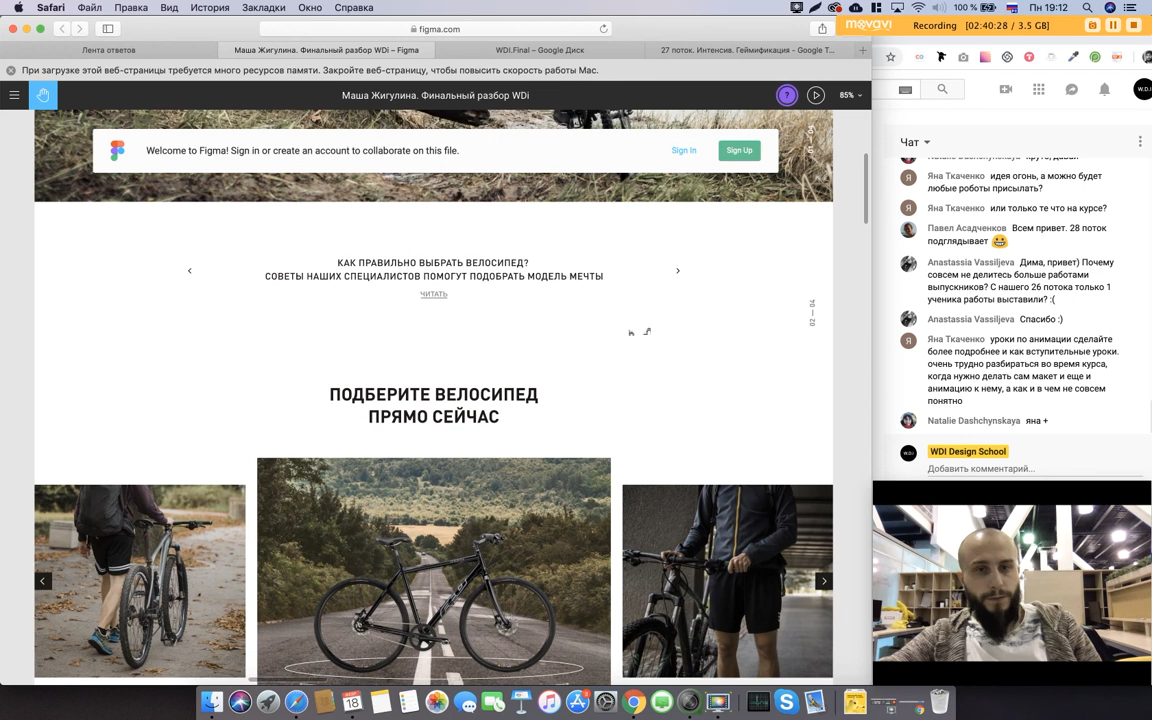 Safari Файл Правка Вид История Закладки Окно Справка 100 % Пн 19:12
figma.com
movavi Recording [02:40:28 / 3.5 GB]
Лента ответов Маша Жигулина. Финальный разбор WDi – Figma WDI.Final – Google Диск 27 поток. Интенсив. Геймификация - Google Т...
При загрузке этой веб-страницы требуется много ресурсов памяти. Закройте веб-страницу, чтобы повысить скорость работы Mac.
Маша Жигулина. Финальный разбор WDi
85%
Welcome to Figma! Sign in or create an account to collaborate on this file.
Sign In
Sign Up
КАК ПРАВИЛЬНО ВЫБРАТЬ ВЕЛОСИПЕД?
СОВЕТЫ НАШИХ СПЕЦИАЛИСТОВ ПОМОГУТ ПОДОБРАТЬ МОДЕЛЬ МЕЧТЫ
ЧИТАТЬ
02 — 04
ПОДБЕРИТЕ ВЕЛОСИПЕД
ПРЯМО СЕЙЧАС
Чат
Яна Ткаченко идея огонь, а можно будет
любые роботы присылать?
Яна Ткаченко или только те что на курсе?
Павел Асадченков Всем привет. 28 поток
подглядывает
Anastassia Vassiljeva Дима, привет) Почему
совсем не делитесь больше работами
выпускников? С нашего 26 потока только 1
ученика работы выставили? :(
Anastassia Vassiljeva Спасибо :)
Яна Ткаченко уроки по анимации сделайте
более подробнее и как вступительные уроки.
очень трудно разбираться во время курса,
когда нужно делать сам макет и еще и
анимацию к нему, а как и в чем не совсем
понятно
Natalie Dashchynskaya яна +
WDI Design School
Добавить комментарий...